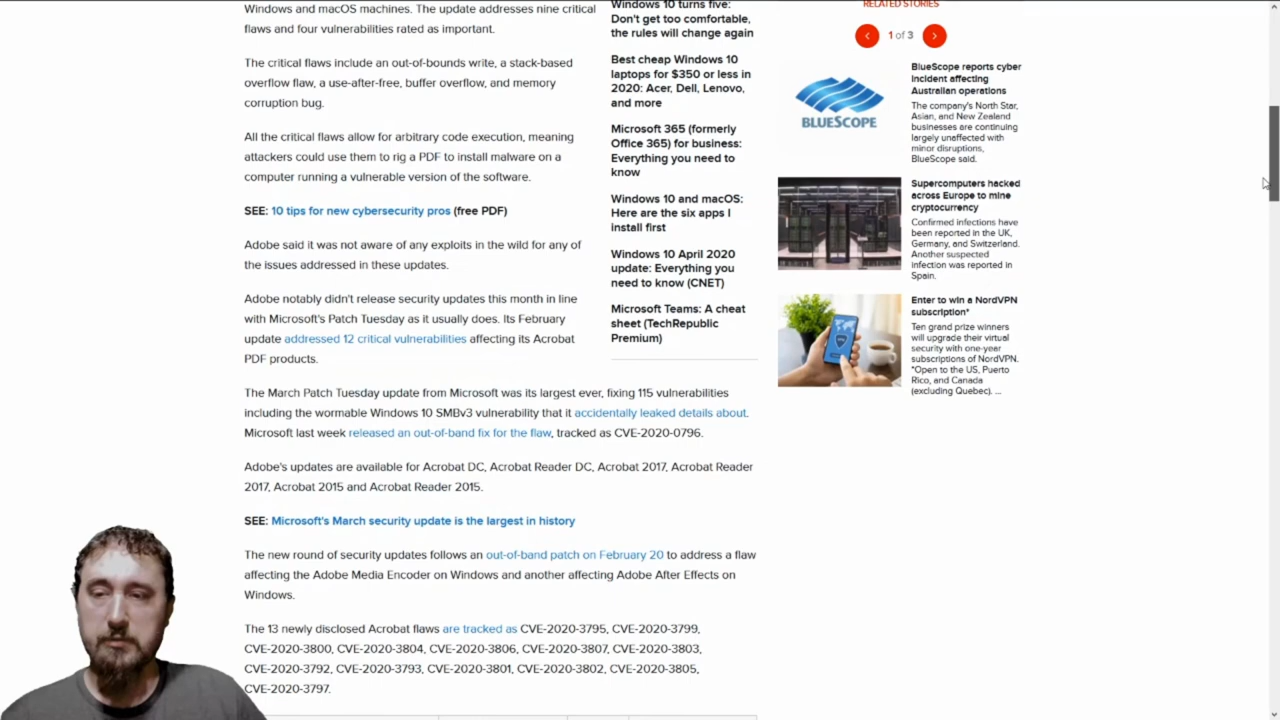 Windows and macOS machines. The update addresses nine critical
flaws and four vulnerabilities rated as important.
The critical flaws include an out-of-bounds write, a stack-based
overflow flaw, a use-after-free, buffer overflow, and memory
corruption bug.
All the critical flaws allow for arbitrary code execution, meaning
attackers could use them to rig a PDF to install malware on a
computer running a vulnerable version of the software.
SEE: 10 tips for new cybersecurity pros (free PDF)
Adobe said it was not aware of any exploits in the wild for any of
the issues addressed in these updates.
Adobe notably didn't release security updates this month in line
with Microsoft's Patch Tuesday as it usually does. Its February
update addressed 12 critical vulnerabilities affecting its Acrobat
PDF products.
The March Patch Tuesday update from Microsoft was its largest ever, fixing 115 vulnerabilities
including the wormable Windows 10 SMBv3 vulnerability that it accidentally leaked details about.
Microsoft last week released an out-of-band fix for the flaw, tracked as CVE-2020-0796.
Adobe's updates are available for Acrobat DC, Acrobat Reader DC, Acrobat 2017, Acrobat Reader
2017, Acrobat 2015 and Acrobat Reader 2015.
SEE: Microsoft's March security update is the largest in history
The new round of security updates follows an out-of-band patch on February 20 to address a flaw
affecting the Adobe Media Encoder on Windows and another affecting Adobe After Effects on
Windows.
The 13 newly disclosed Acrobat flaws are tracked as CVE-2020-3795, CVE-2020-3799,
CVE-2020-3800, CVE-2020-3804, CVE-2020-3806, CVE-2020-3807, CVE-2020-3803,
CVE-2020-3792, CVE-2020-3793, CVE-2020-3801, CVE-2020-3802, CVE-2020-3805,
CVE-2020-3797.
Windows 10 turns five:
Don't get too comfortable,
the rules will change again
Best cheap Windows 10
laptops for $350 or less in
2020: Acer, Dell, Lenovo,
and more
Microsoft 365 (formerly
Office 365) for business:
Everything you need to
know
Windows 10 and macOS:
Here are the six apps I
install first
Windows 10 April 2020
update: Everything you
need to know (CNET)
Microsoft Teams: A cheat
sheet (TechRepublic
Premium)
RELATED STORIES
1 of 3
BLUESCOPE
BlueScope reports cyber
incident affecting
Australian operations
The company's North Star,
Asian, and New Zealand
businesses are continuing
largely unaffected with
minor disruptions,
BlueScope said.
Supercomputers hacked
across Europe to mine
cryptocurrency
Confirmed infections have
been reported in the UK,
Germany, and Switzerland.
Another suspected
infection was reported in
Spain.
Enter to win a NordVPN
subscription*
Ten grand prize winners
will upgrade their virtual
security with one-year
subscriptions of NordVPN.
*Open to the US, Puerto
Rico, and Canada
(excluding Quebec). ...